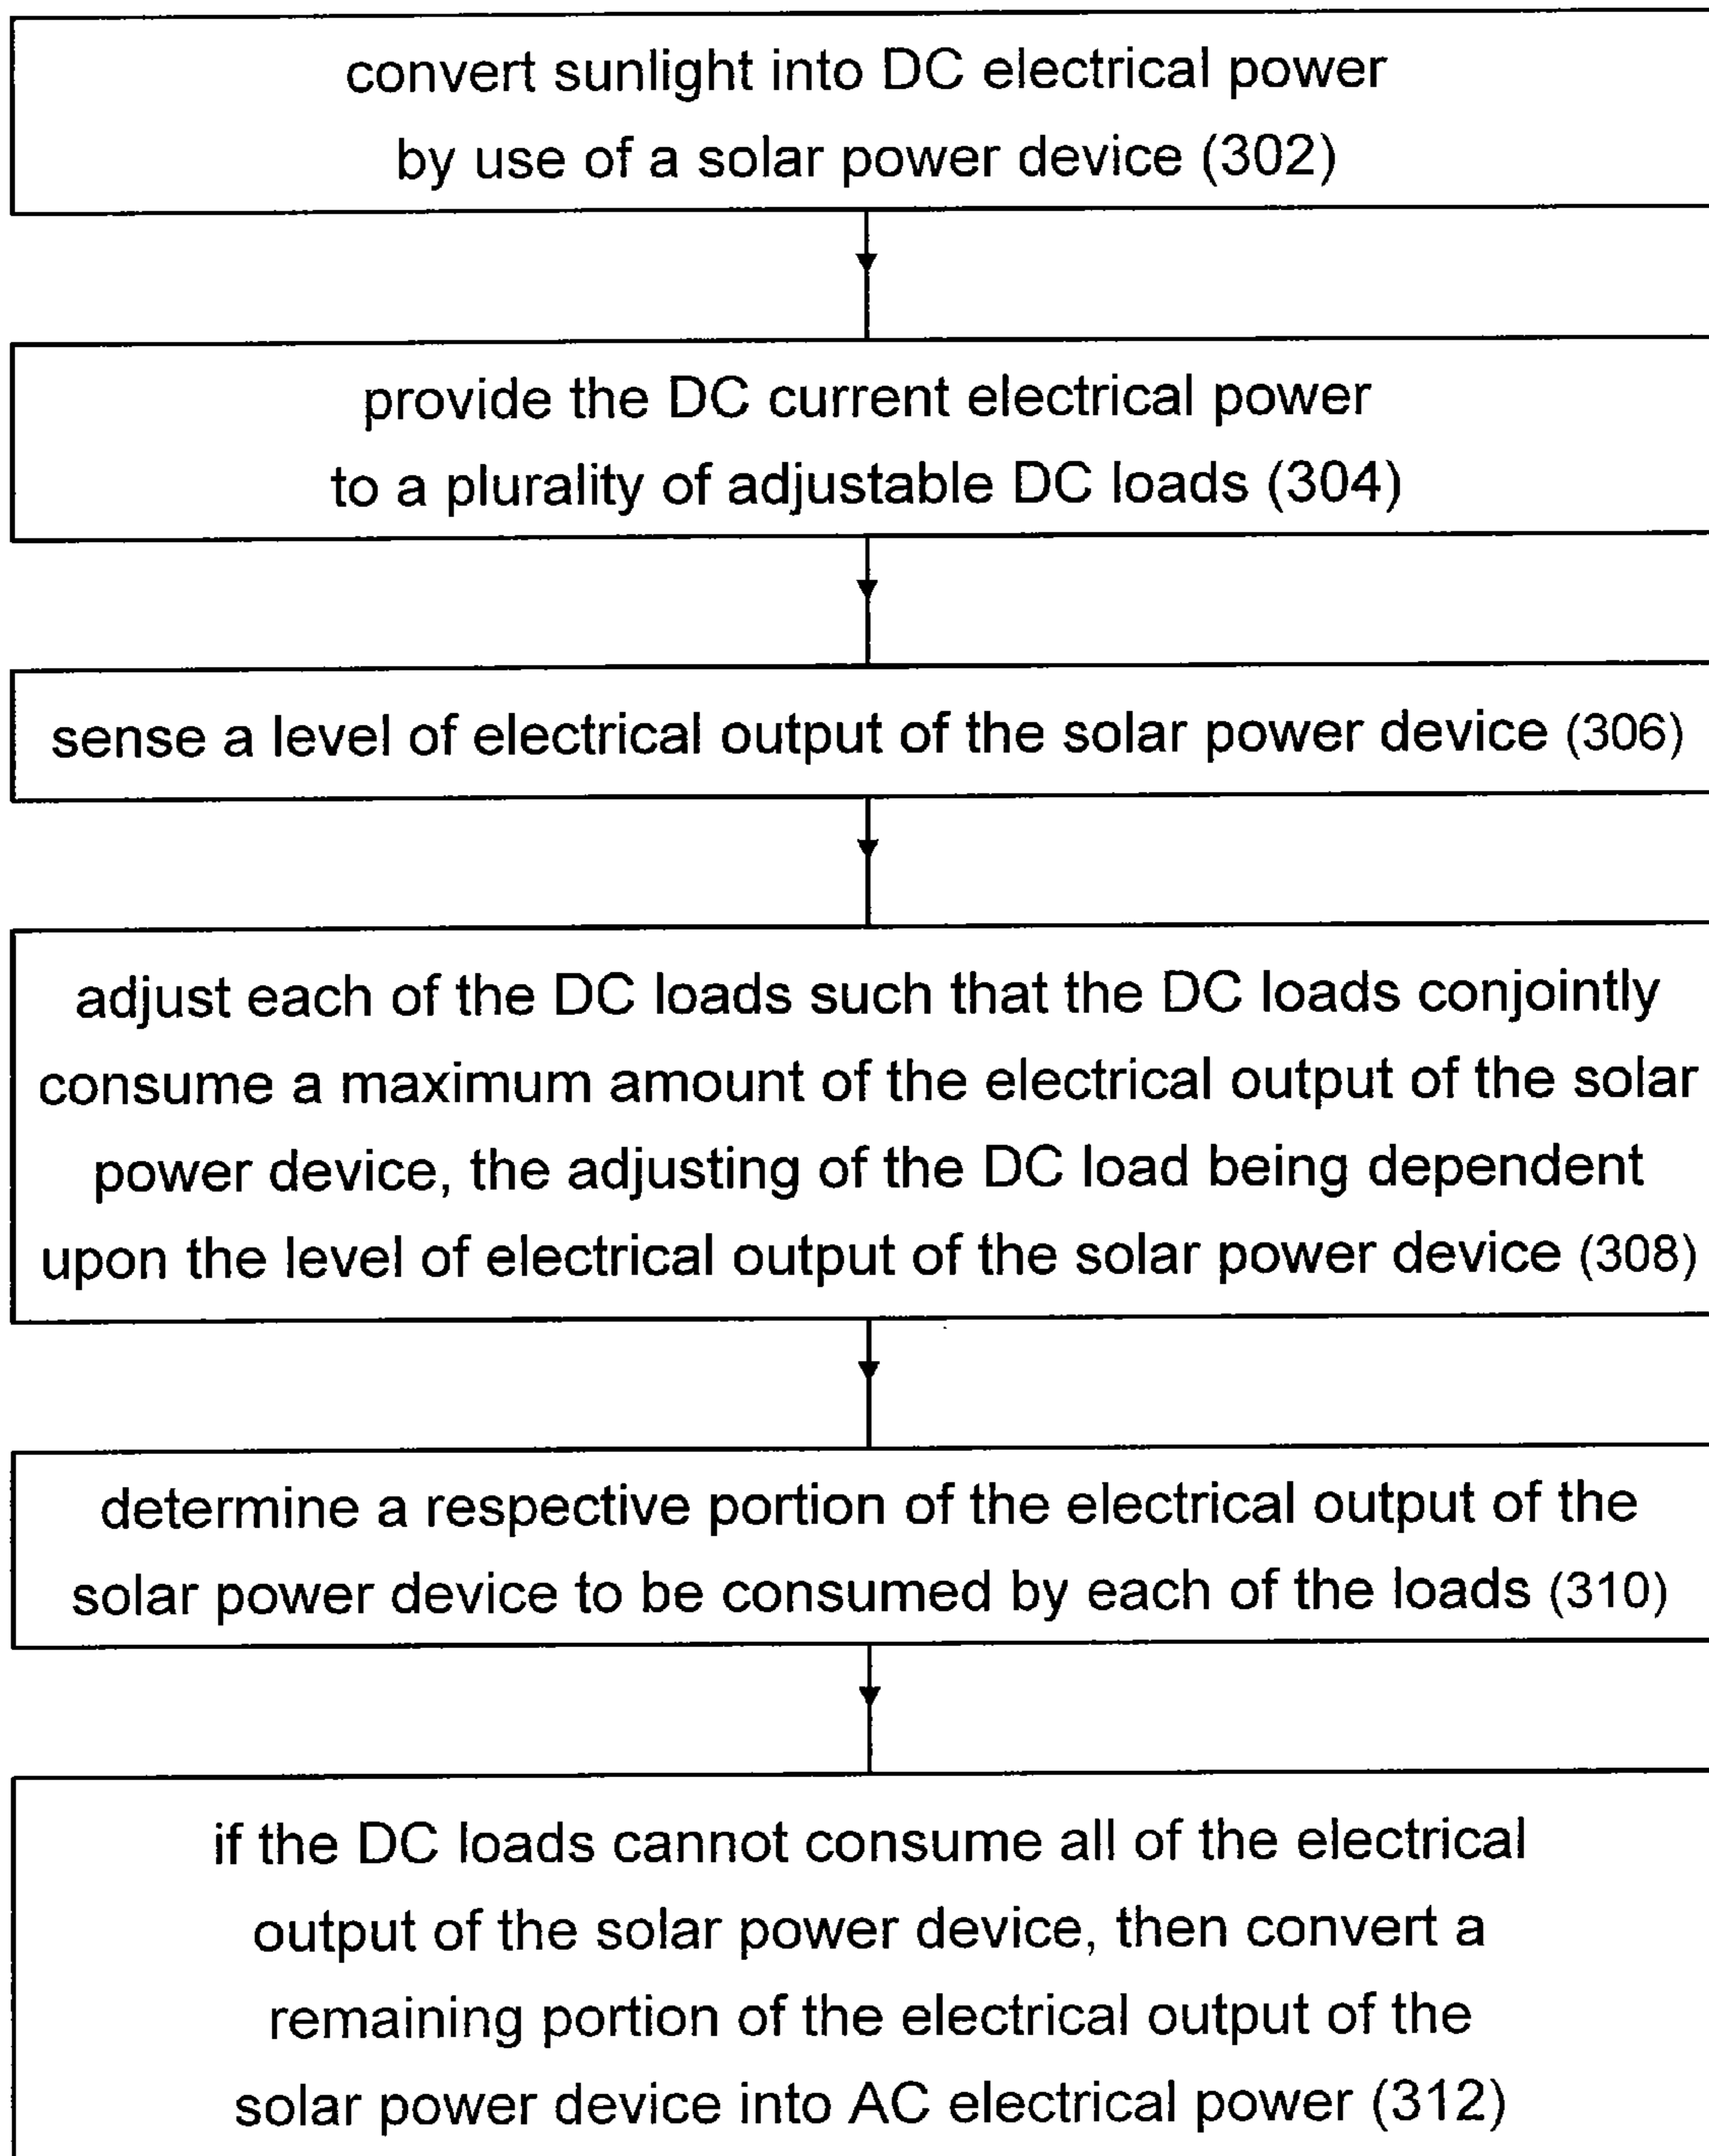 convert sunlight into DC electrical power
by use of a solar power device (302)
provide the DC current electrical power
to a plurality of adjustable DC loads (304)
sense a level of electrical output of the solar power device (306)
adjust each of the DC loads such that the DC loads conjointly
consume a maximum amount of the electrical output of the solar
power device, the adjusting of the DC load being dependent
upon the level of electrical output of the solar power device (308)
determine a respective portion of the electrical output of the
solar power device to be consumed by each of the loads (310)
if the DC loads cannot consume all of the electrical
output of the solar power device, then convert a
remaining portion of the electrical output of the
solar power device into AC electrical power (312)